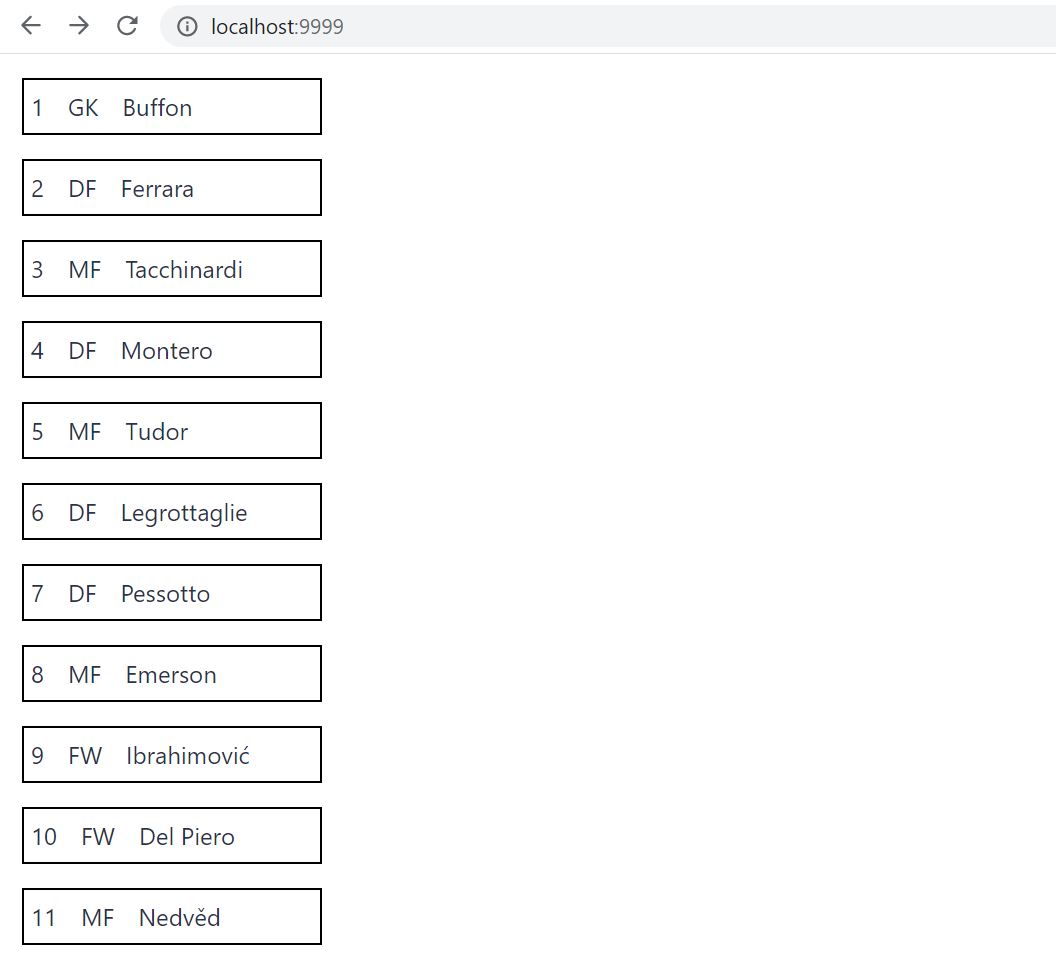 localhost:9999
1 GK Buffon
2 DF Ferrara
3 MF Tacchinardi
4 DF Montero
5 MF Tudor
6 DF Legrottaglie
7 DF Pessotto
8 MF Emerson
9 FW Ibrahimović
10 FW Del Piero
11 MF Nedvěd